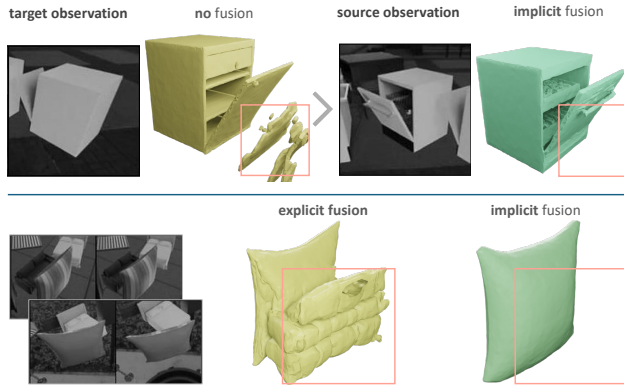 target observation
no fusion
source observation
implicit fusion
explicit fusion
implicit fusion